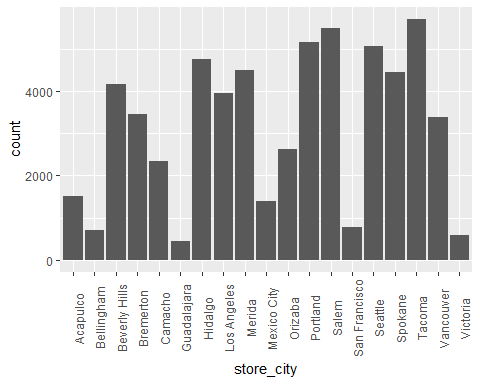 count
4000
2000
0
Acapulco
Bellingham
Beverly Hills
Bremerton
Camacho
Guadalajara
Hidalgo
Los Angeles
Merida
Mexico City
Orizaba
Portland
Salem
San Francisco
Seattle
Spokane
Tacoma
Vancouver
Victoria
store_city